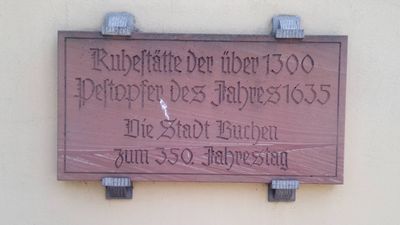 Ruhestätte der über 1300
Pestopfer des Jahres 1635
Die Stadt Buchen
zum 350. Jahrestag